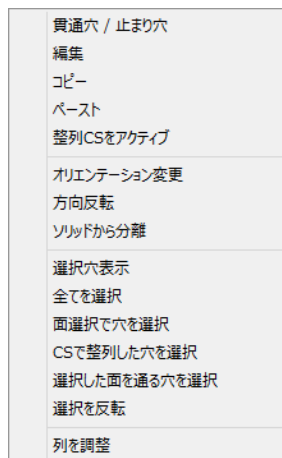 貫通穴 / 止まり穴
編集
コピー
ペースト
整列CSをアクティブ
オリエンテーション変更
方向反転
ソリッドから分離
選択穴表示
全てを選択
面選択で穴を選択
CSで整列した穴を選択
選択した面を通る穴を選択
選択を反転
列を調整